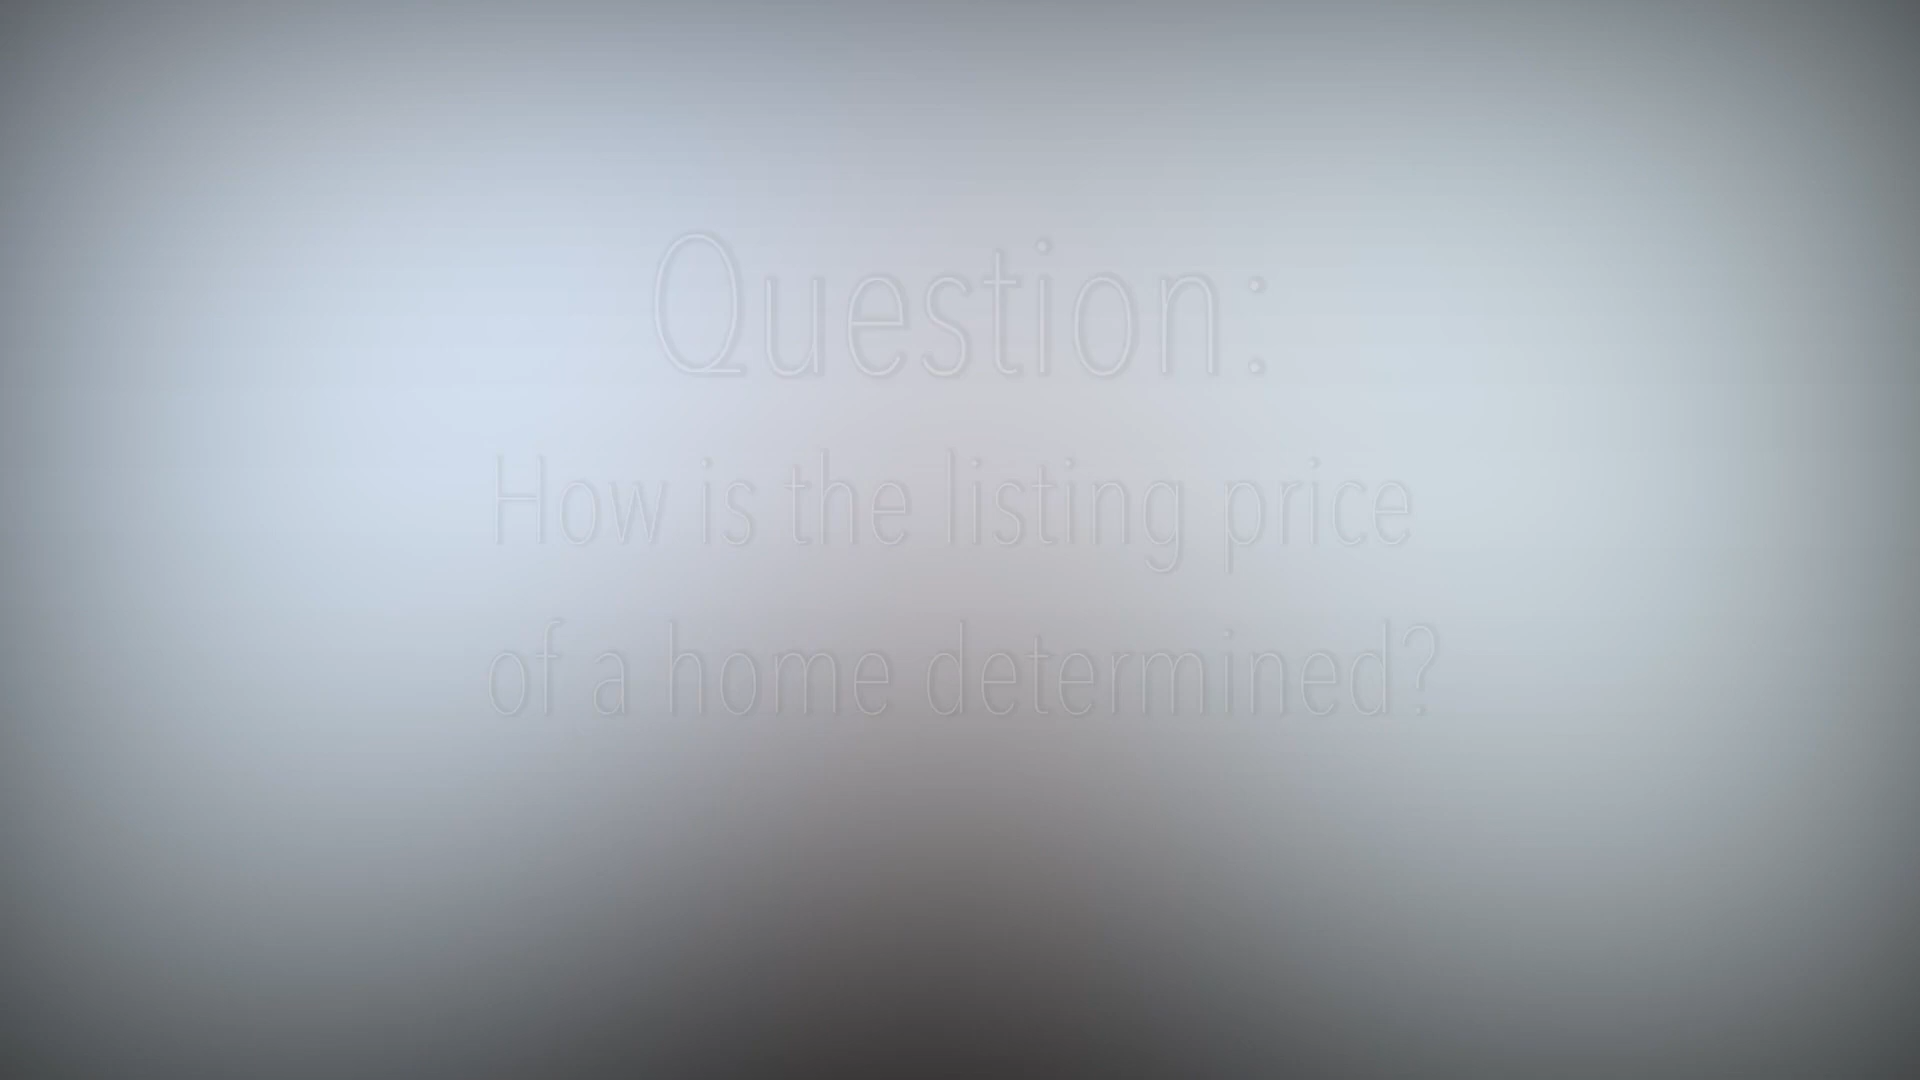 Question:
How is the listing price
of a home determined?